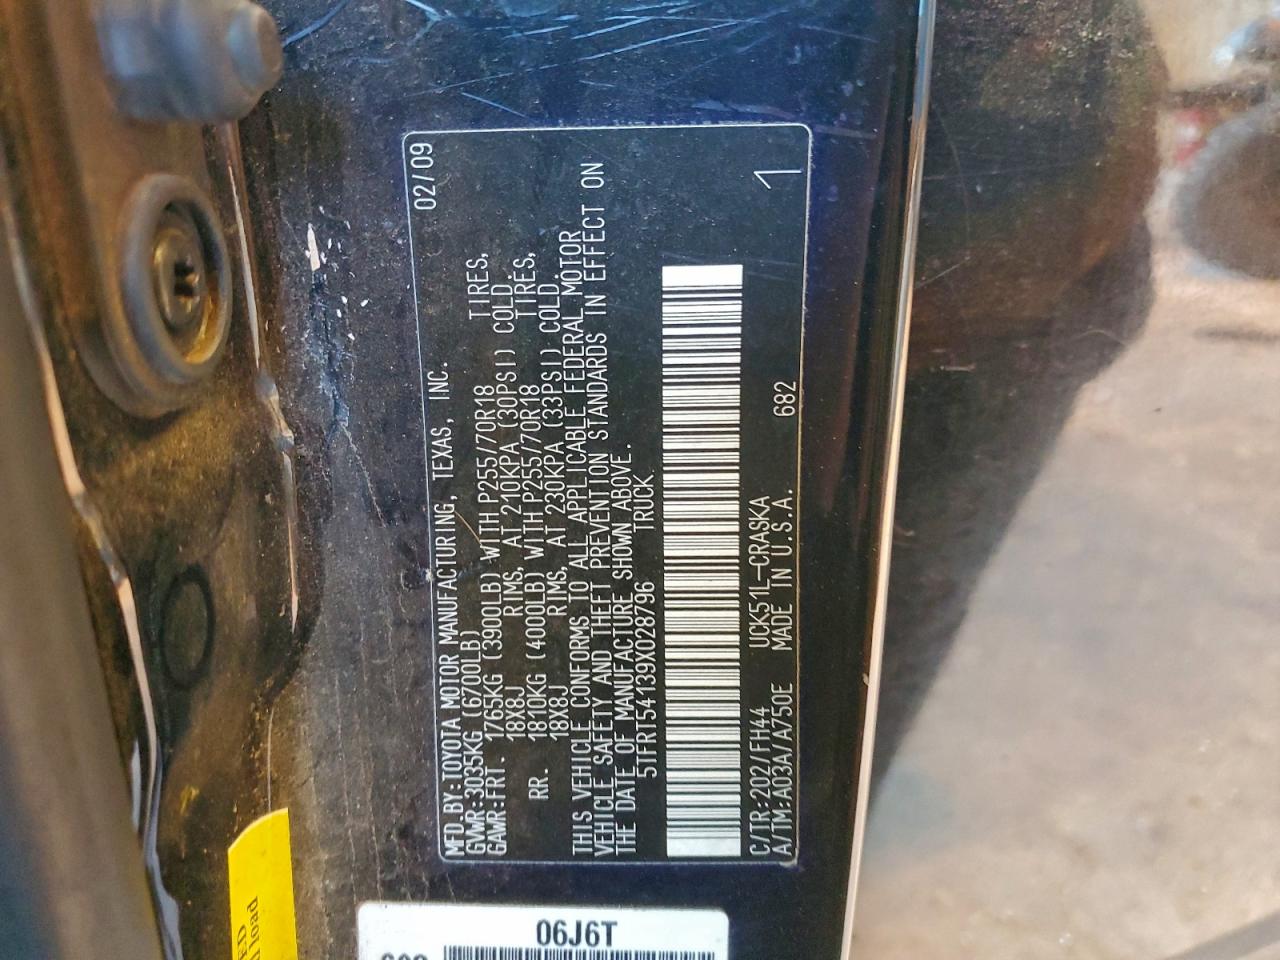 MFD.BY:TOYOTA MOTOR MANUFACTURING, TEXAS, INC. 02/09
GVWR:3035KG (6700LB)
GAWR:FRT. 1765KG (3900LB) WITH P255/70R18 TIRES,
18X8J RIMS, AT 210KPA (30PSI) COLD.
RR. 1810KG (4000LB) WITH P255/70R18 TIRES,
18X8J RIMS, AT 230KPA (33PSI) COLD.
THIS VEHICLE CONFORMS TO ALL APPLICABLE FEDERAL MOTOR
VEHICLE SAFETY AND THEFT PREVENTION STANDARDS IN EFFECT ON
THE DATE OF MANUFACTURE SHOWN ABOVE.
5TFRT54139X028796 TRUCK
C/TR:202/FH44 UCK51L-CRASKA
A/TM:A03A/A750E MADE IN U.S.A. 682
1
06J6T
load